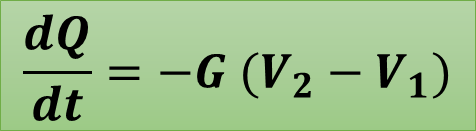 dQ/dt = −G (V₂ − V₁)